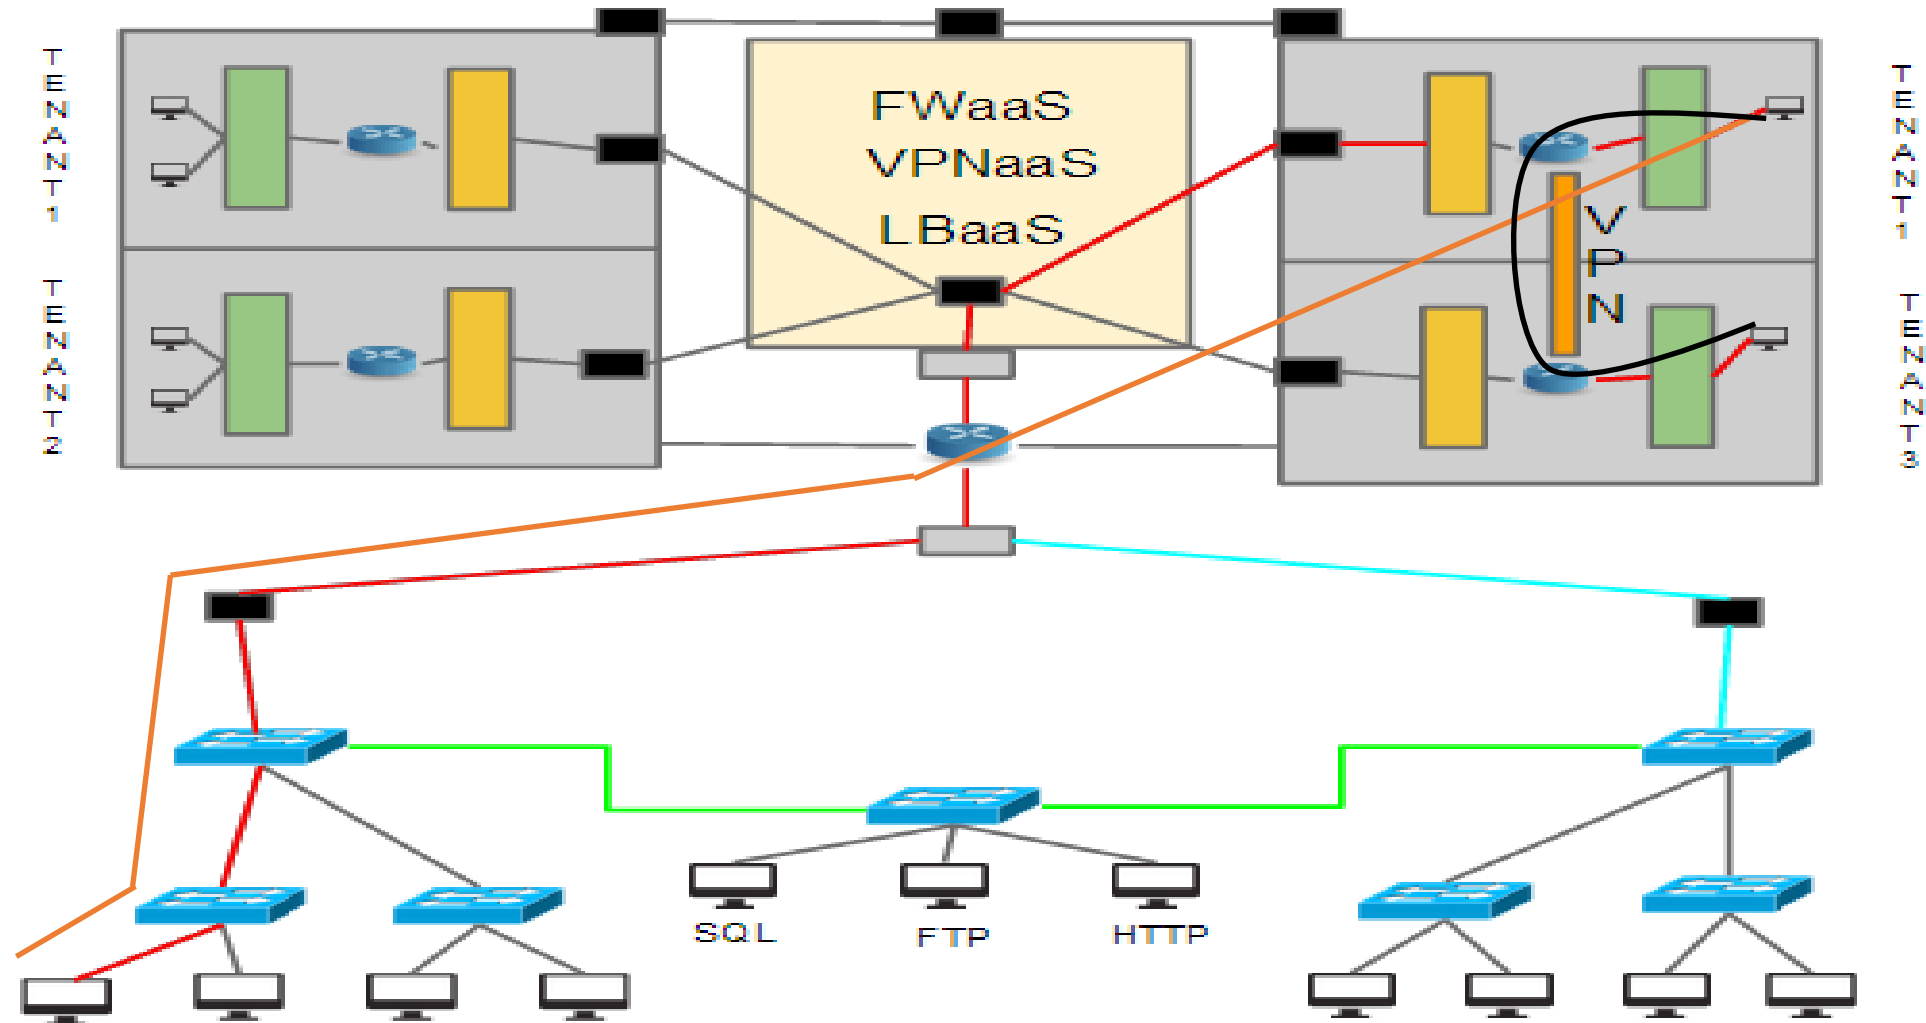 TENANT1
TENANT2
FWaaS
VPNaaS
LBaaS
VPN
TENANT1
TENANT3
SQL
FTP
HTTP